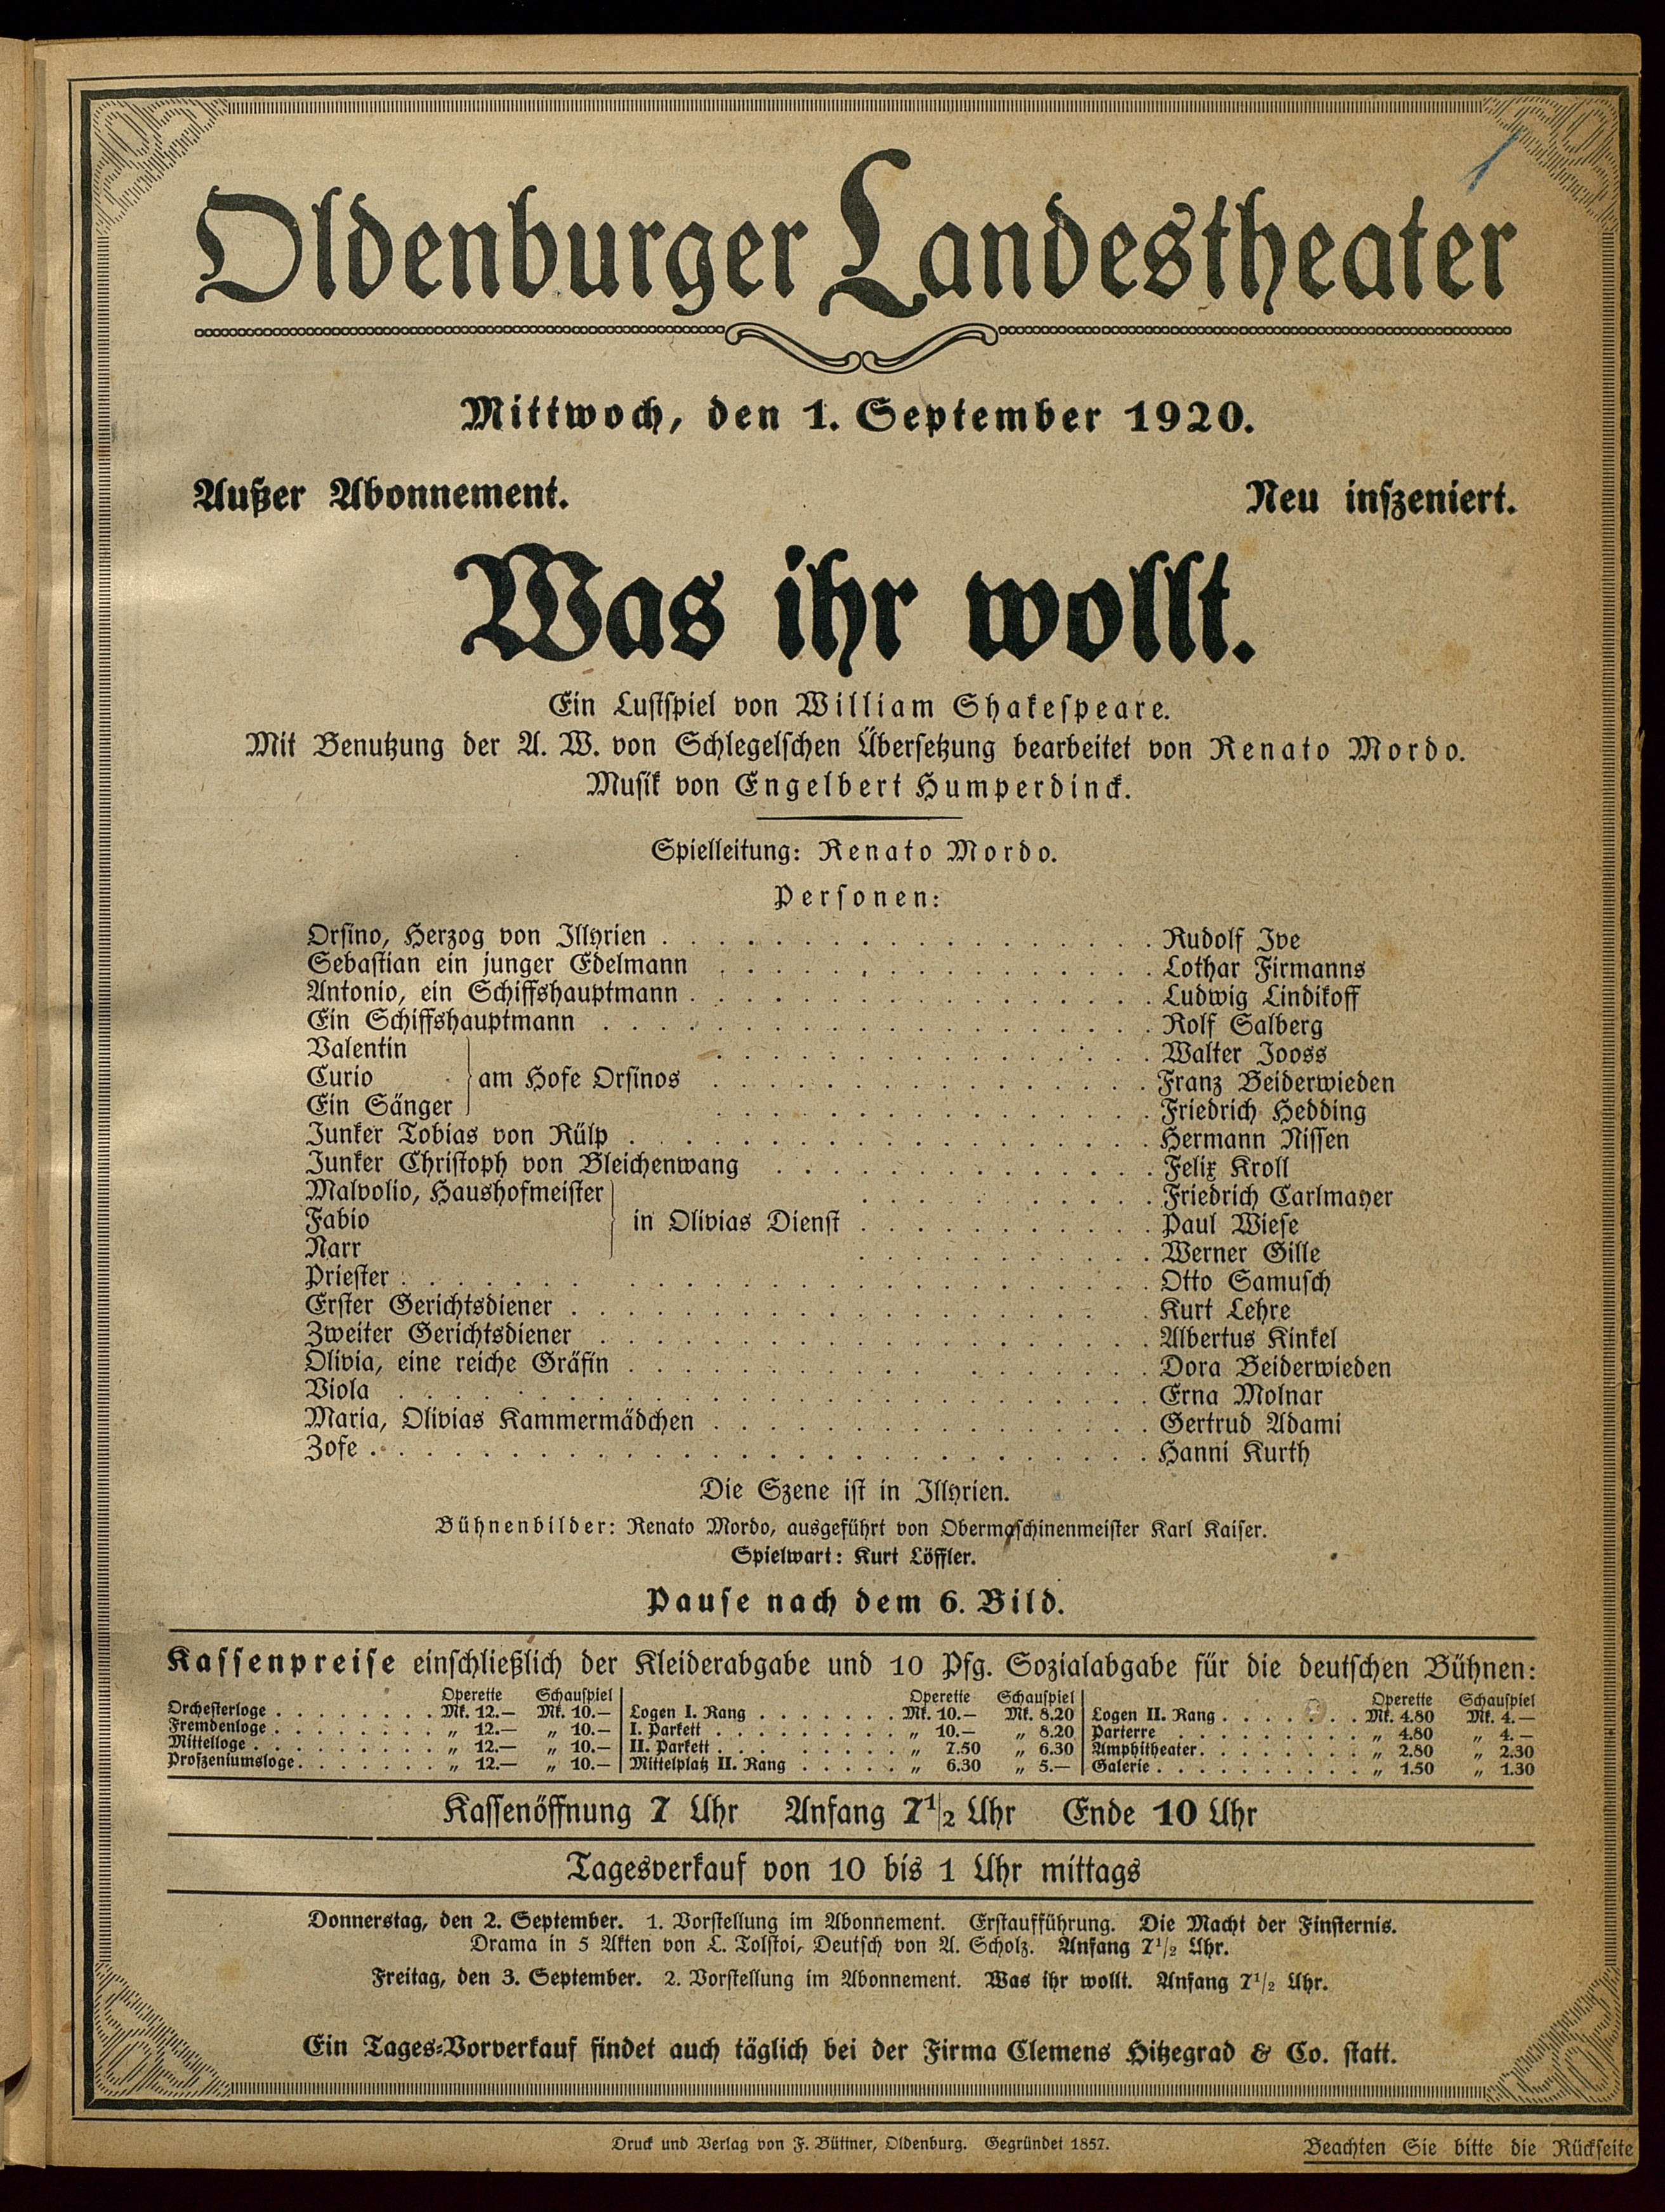 Oldenburger Landestheater
Mittwoch, den 1. September 1920.
Außer Abonnement. Neu inszeniert.
Was ihr wollt.
Ein Lustspiel von William Shakespeare.
Mit Benutzung der A. W. von Schlegelschen Übersetzung bearbeitet von Renato Mordo.
Musik von Engelbert Humperdinck.
Spielleitung: Renato Mordo.
Personen:
Orsino, Herzog von Illyrien . . . . . Rudolf Ive
Sebastian ein junger Edelmann . . . . . Lothar Firmanns
Antonio, ein Schiffshauptmann . . . . . Ludwig Lindikoff
Ein Schiffshauptmann . . . . . Rolf Salberg
Valentin . . . . . Walter Jooss
Curio } am Hofe Orsinos . . . . . Franz Beiderwieden
Ein Sänger . . . . . Friedrich Hedding
Junker Tobias von Rülp . . . . . Hermann Nissen
Junker Christoph von Bleichenwang . . . . . Felix Kroll
Malvolio, Haushofmeister . . . . . Friedrich Carlmayer
Fabio } in Olivias Dienst . . . . . Paul Wiese
Narr . . . . . Werner Gille
Priester . . . . . Otto Samusch
Erster Gerichtsdiener . . . . . Kurt Lehre
Zweiter Gerichtsdiener . . . . . Albertus Kinkel
Olivia, eine reiche Gräfin . . . . . Dora Beiderwieden
Viola . . . . . Erna Molnar
Maria, Olivias Kammermädchen . . . . . Gertrud Adami
Zofe . . . . . Hanni Kurth
Die Szene ist in Illyrien.
Bühnenbilder: Renato Mordo, ausgeführt von Obermaschinenmeister Karl Kaiser.
Spielwart: Kurt Löffler.
Pause nach dem 6. Bild.
Kassenpreise einschließlich der Kleiderabgabe und 10 Pfg. Sozialabgabe für die deutschen Bühnen:
Operette Schauspiel Operette Schauspiel Operette Schauspiel
Orchesterloge . . . . . Mk. 12.— Mk. 10.— Logen I. Rang . . . . . Mk. 10.— Mk. 8.20 Logen II. Rang . . . . . Mk. 4.80 Mk. 4.—
Fremdenloge . . . . . „ 12.— „ 10.— I. Parkett . . . . . „ 10.— „ 8.20 Parterre . . . . . „ 4.80 „ 4.—
Mittelloge . . . . . „ 12.— „ 10.— II. Parkett . . . . . „ 7.50 „ 6.30 Amphitheater . . . . . „ 2.80 „ 2.30
Proszeniumsloge . . . . . „ 12.— „ 10.— Mittelplatz II. Rang . . . . . „ 6.30 „ 5.— Galerie . . . . . „ 1.50 „ 1.30
Kassenöffnung 7 Uhr Anfang 7 1/2 Uhr Ende 10 Uhr
Tagesverkauf von 10 bis 1 Uhr mittags
Donnerstag, den 2. September. 1. Vorstellung im Abonnement. Erstaufführung. Die Macht der Finsternis.
Drama in 5 Akten von L. Tolstoi, Deutsch von A. Scholz. Anfang 7 1/2 Uhr.
Freitag, den 3. September. 2. Vorstellung im Abonnement. Was ihr wollt. Anfang 7 1/2 Uhr.
Ein Tages-Vorverkauf findet auch täglich bei der Firma Clemens Hitzegrad & Co. statt.
Druck und Verlag von F. Büttner, Oldenburg. Gegründet 1857.
Beachten Sie bitte die Rückseite